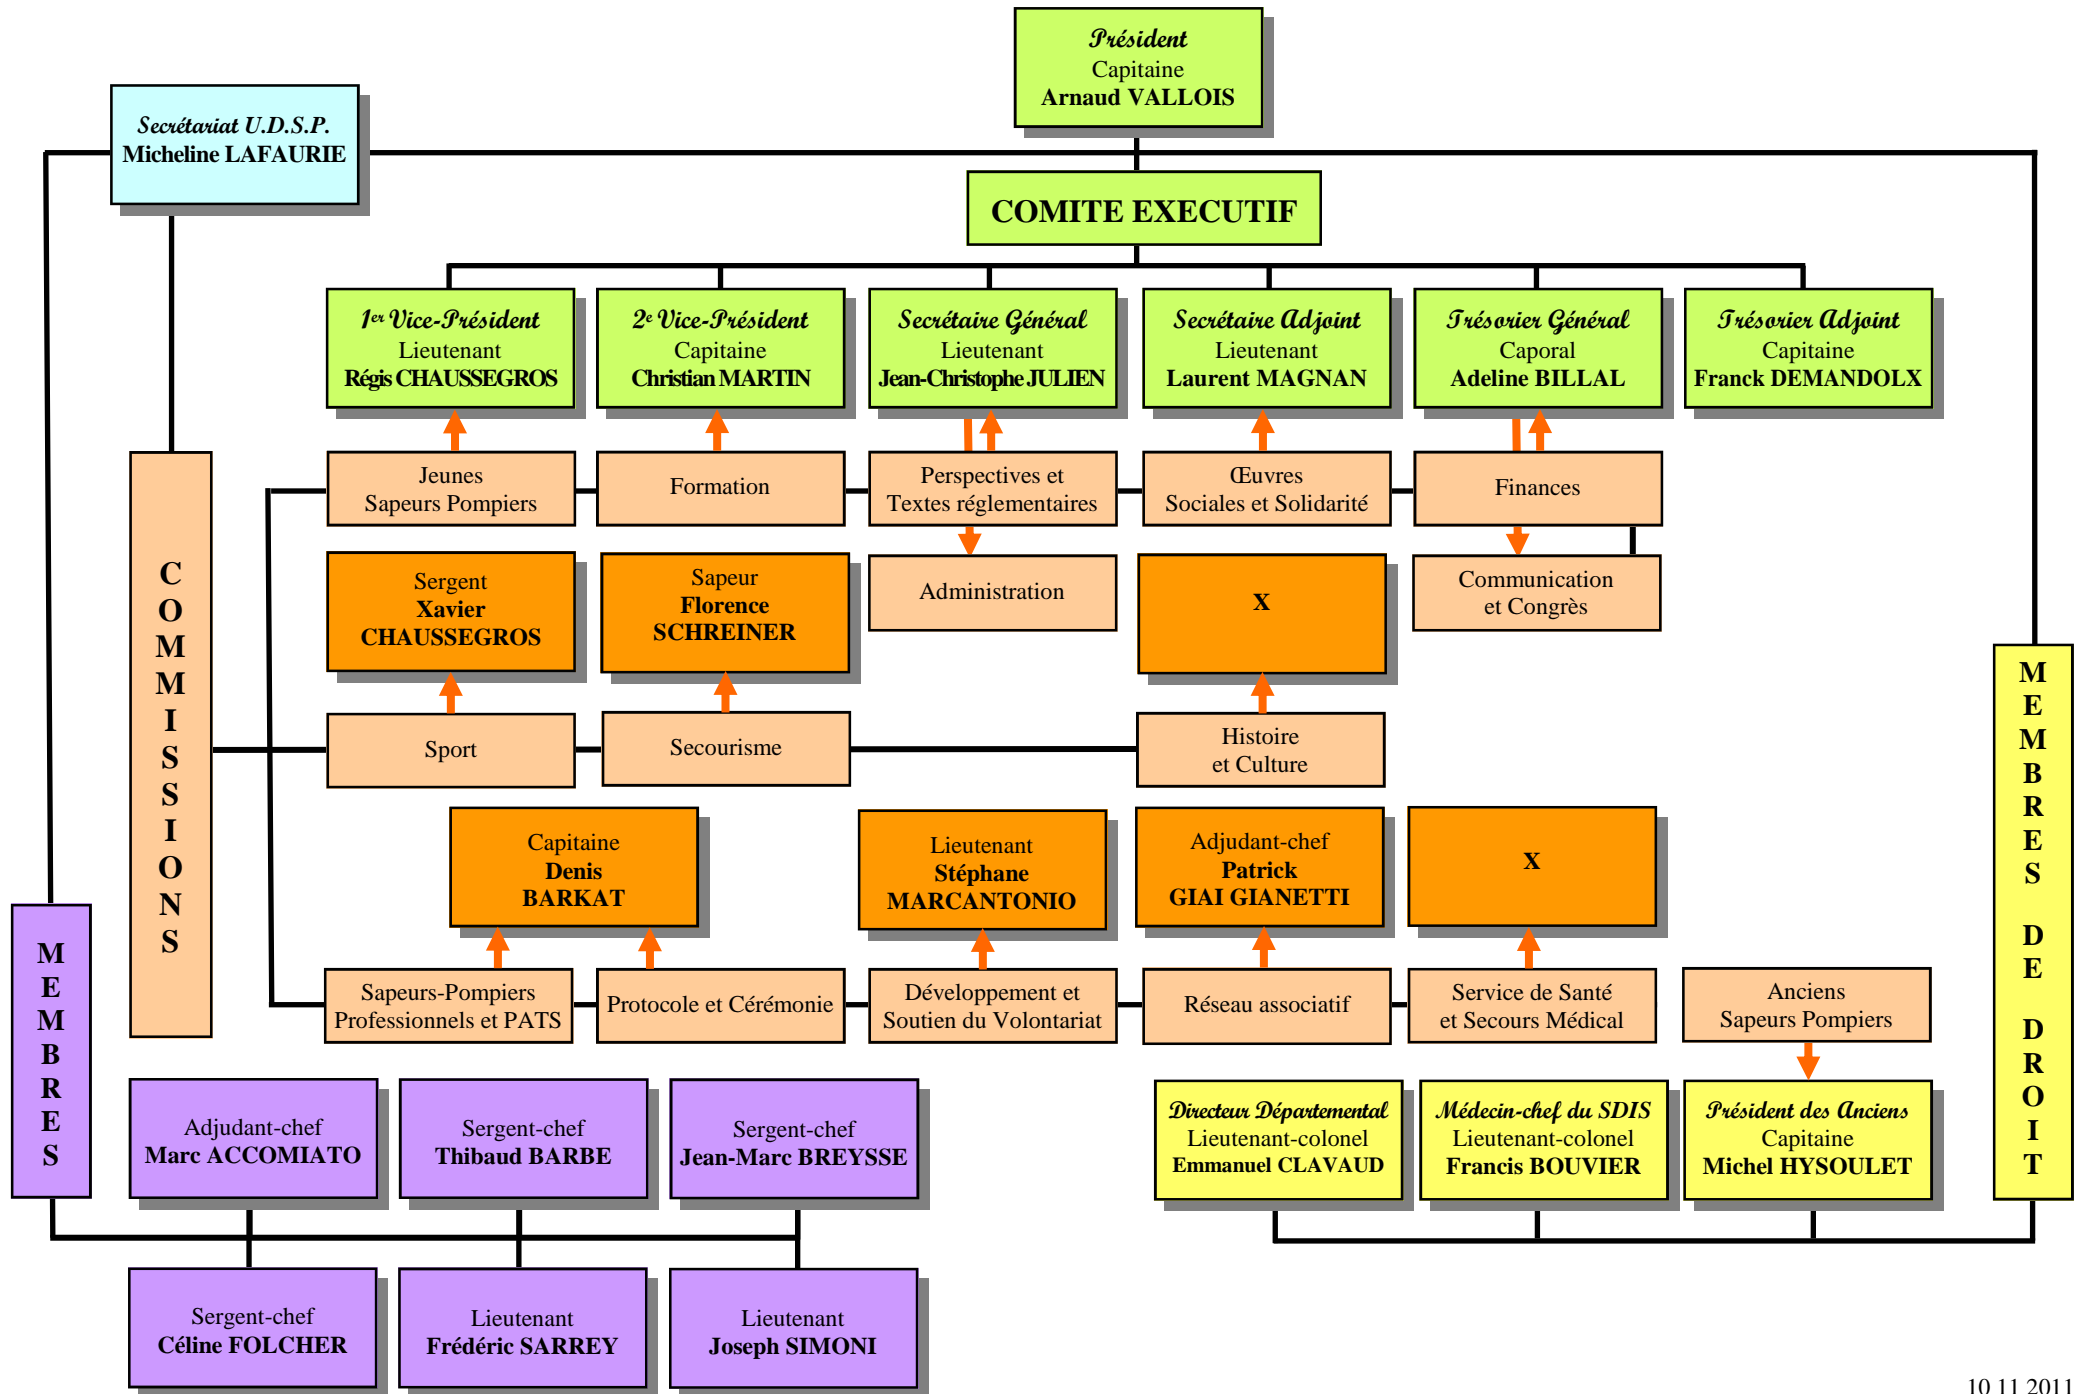 Président
Capitaine
Arnaud VALLOIS
Secrétariat U.D.S.P.
Micheline LAFAURIE
COMITE EXECUTIF
1er Vice-Président
Lieutenant
Régis CHAUSSEGROS
2e Vice-Président
Capitaine
Christian MARTIN
Secrétaire Général
Lieutenant
Jean-Christophe JULIEN
Secrétaire Adjoint
Lieutenant
Laurent MAGNAN
Trésorier Général
Caporal
Adeline BILLAL
Trésorier Adjoint
Capitaine
Franck DEMANDOLX
COMMISSIONS
Jeunes
Sapeurs Pompiers
Formation
Perspectives et
Textes réglementaires
Œuvres
Sociales et Solidarité
Finances
Sergent
Xavier
CHAUSSEGROS
Sapeur
Florence
SCHREINER
Administration
X
Communication
et Congrès
Sport
Secourisme
Histoire
et Culture
Capitaine
Denis
BARKAT
Lieutenant
Stéphane
MARCANTONIO
Adjudant-chef
Patrick
GIAI GIANETTI
X
Sapeurs-Pompiers
Professionnels et PATS
Protocole et Cérémonie
Développement et
Soutien du Volontariat
Réseau associatif
Service de Santé
et Secours Médical
Anciens
Sapeurs Pompiers
MEMBRES DE DROIT
Directeur Départemental
Lieutenant-colonel
Emmanuel CLAVAUD
Médecin-chef du SDIS
Lieutenant-colonel
Francis BOUVIER
Président des Anciens
Capitaine
Michel HYSOULET
MEMBRES
Adjudant-chef
Marc ACCOMIATO
Sergent-chef
Thibaud BARBE
Sergent-chef
Jean-Marc BREYSSE
Sergent-chef
Céline FOLCHER
Lieutenant
Frédéric SARREY
Lieutenant
Joseph SIMONI
10 11 2011